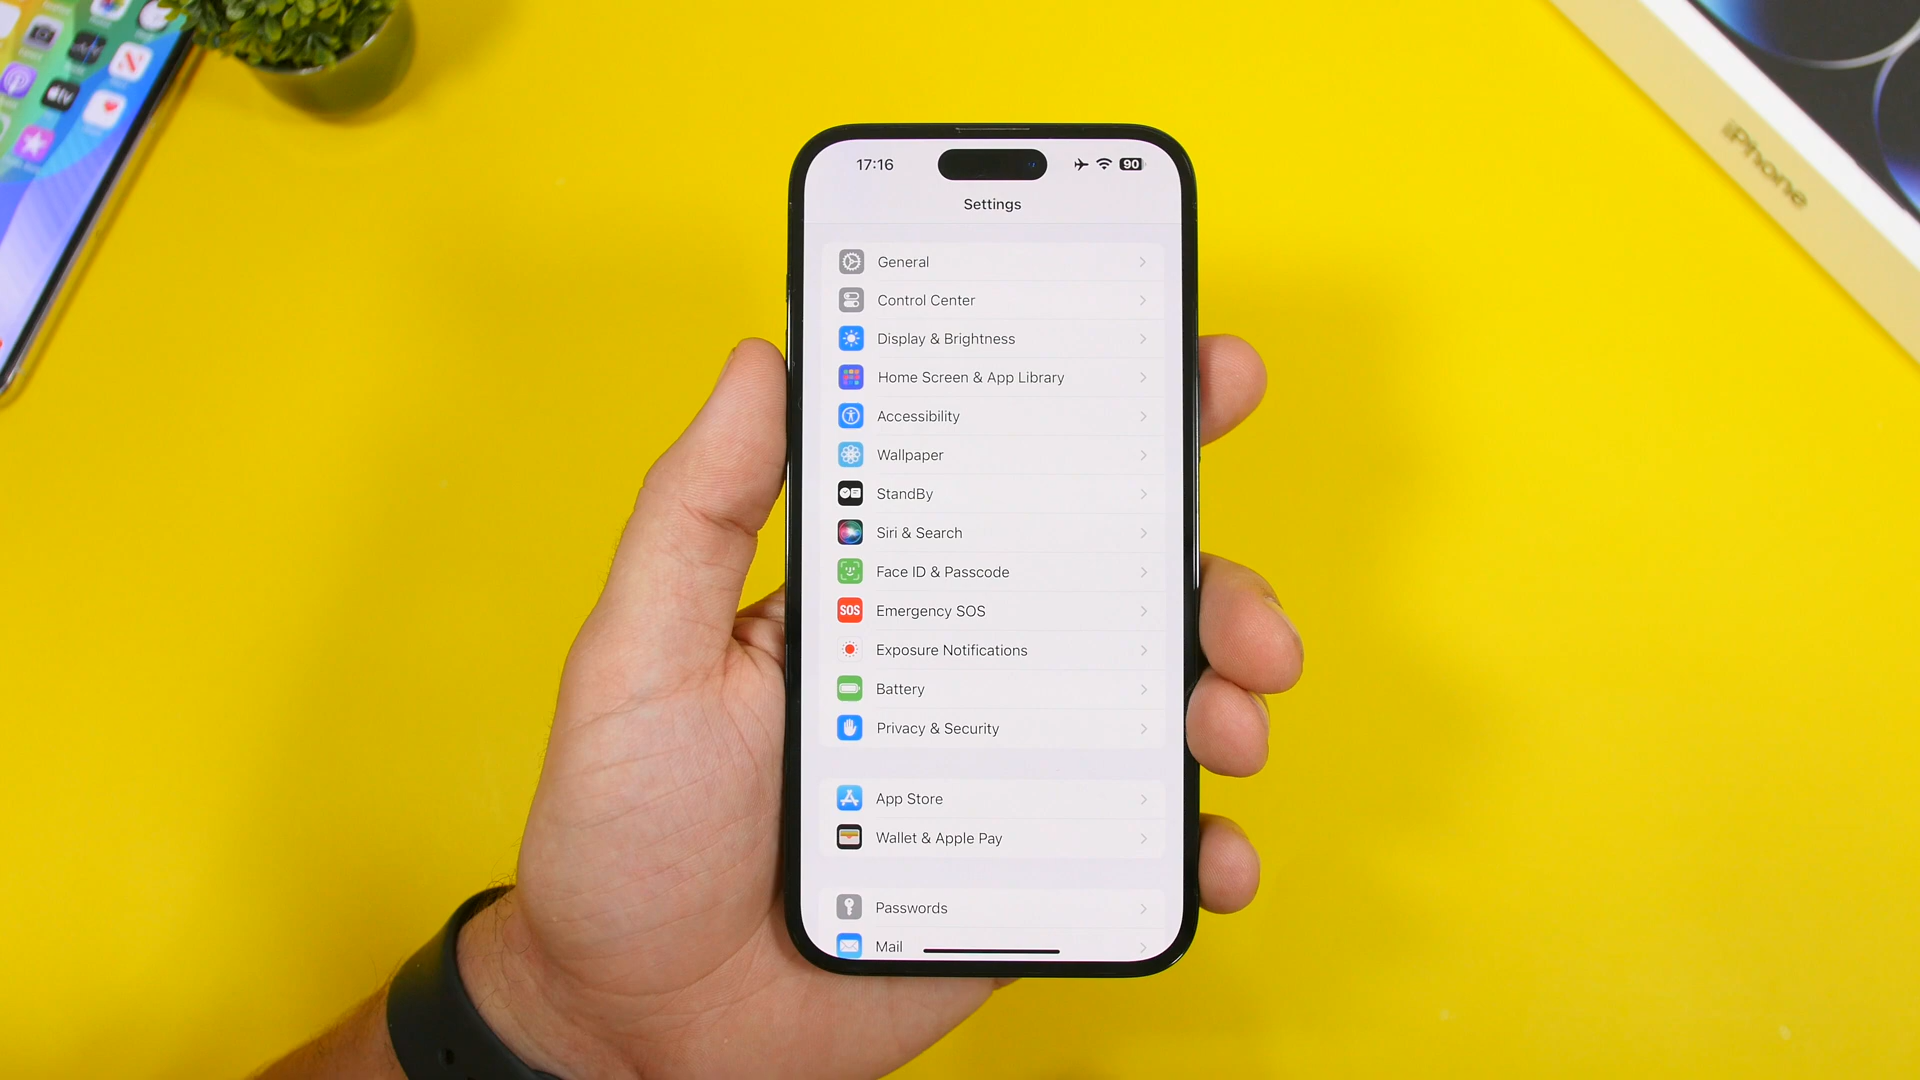 17:16
90
Settings
General
Control Center
Display & Brightness
Home Screen & App Library
Accessibility
Wallpaper
StandBy
Siri & Search
Face ID & Passcode
SOS
Emergency SOS
Exposure Notifications
Battery
Privacy & Security
App Store
Wallet & Apple Pay
Passwords
Mail
iPhone
tv